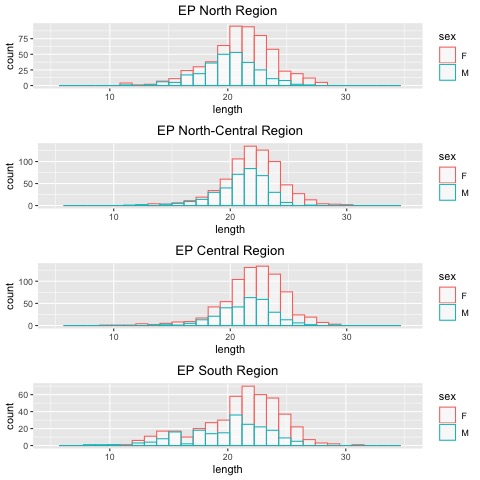 EP North Region
count
75
50
25
0
10 20 30
length
sex
F
M
EP North-Central Region
count
100
50
0
10 20 30
length
sex
F
M
EP Central Region
count
100
50
0
10 20 30
length
sex
F
M
EP South Region
count
60
40
20
0
10 20 30
length
sex
F
M